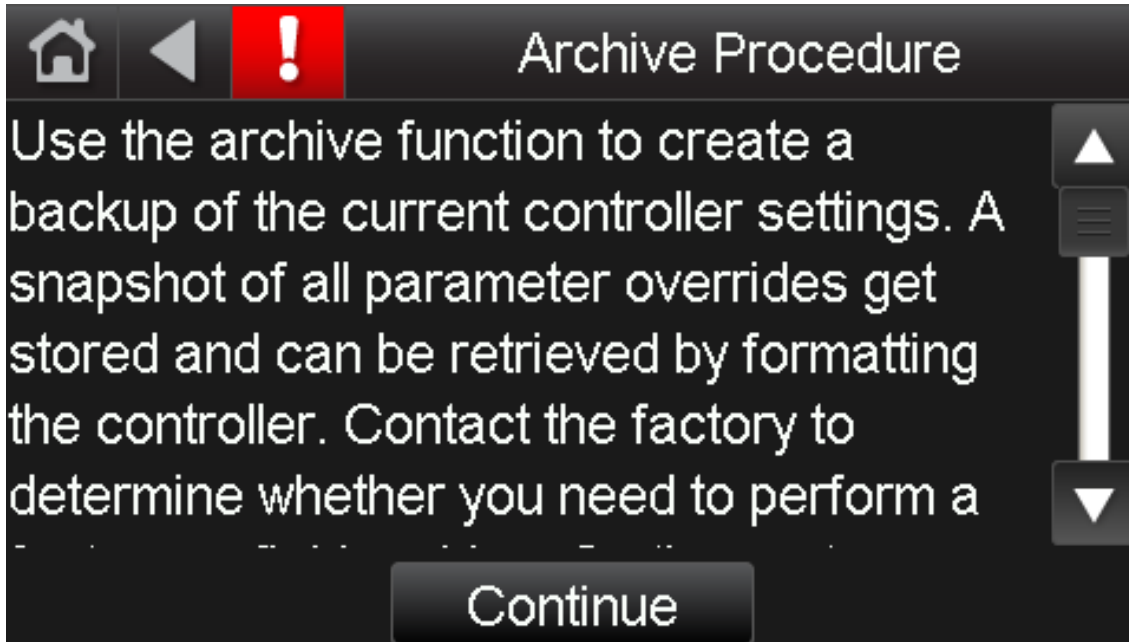 Archive Procedure
Use the archive function to create a
backup of the current controller settings. A
snapshot of all parameter overrides get
stored and can be retrieved by formatting
the controller. Contact the factory to
determine whether you need to perform a
Continue